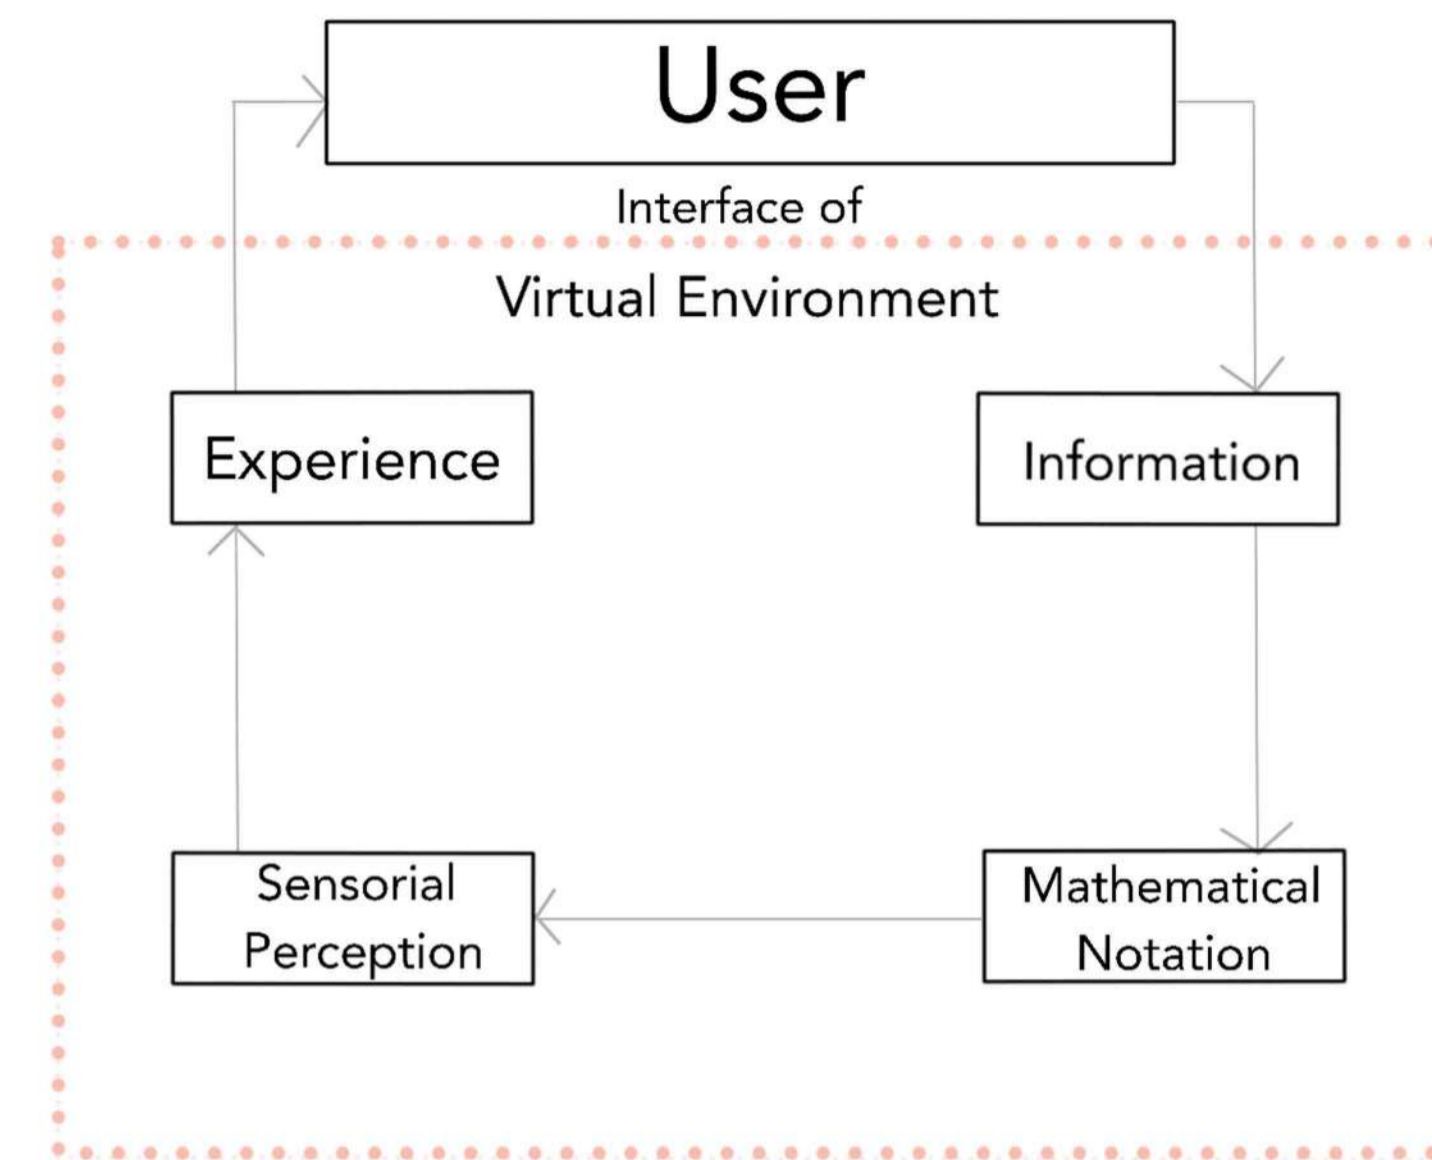 User
Interface of
Virtual Environment
Experience
Information
Sensorial
Perception
Mathematical
Notation